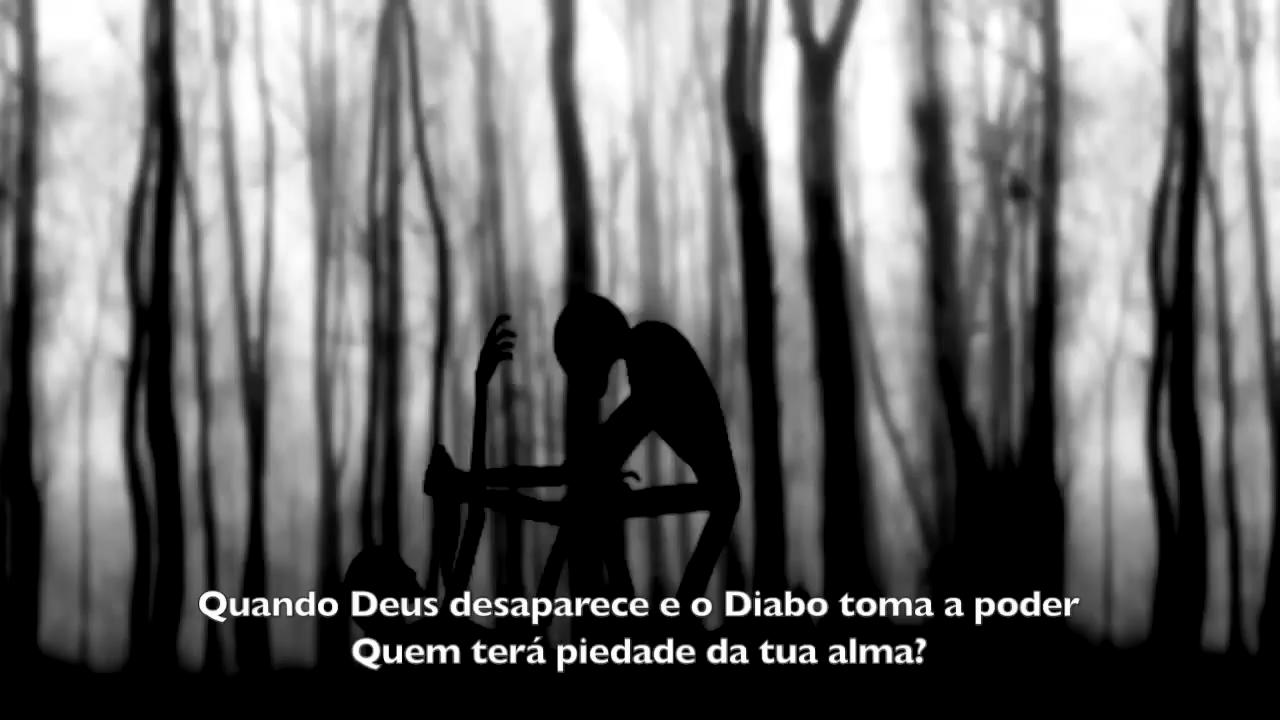 Quando Deus desaparece e o Diabo toma a poder
Quem terá piedade da tua alma?